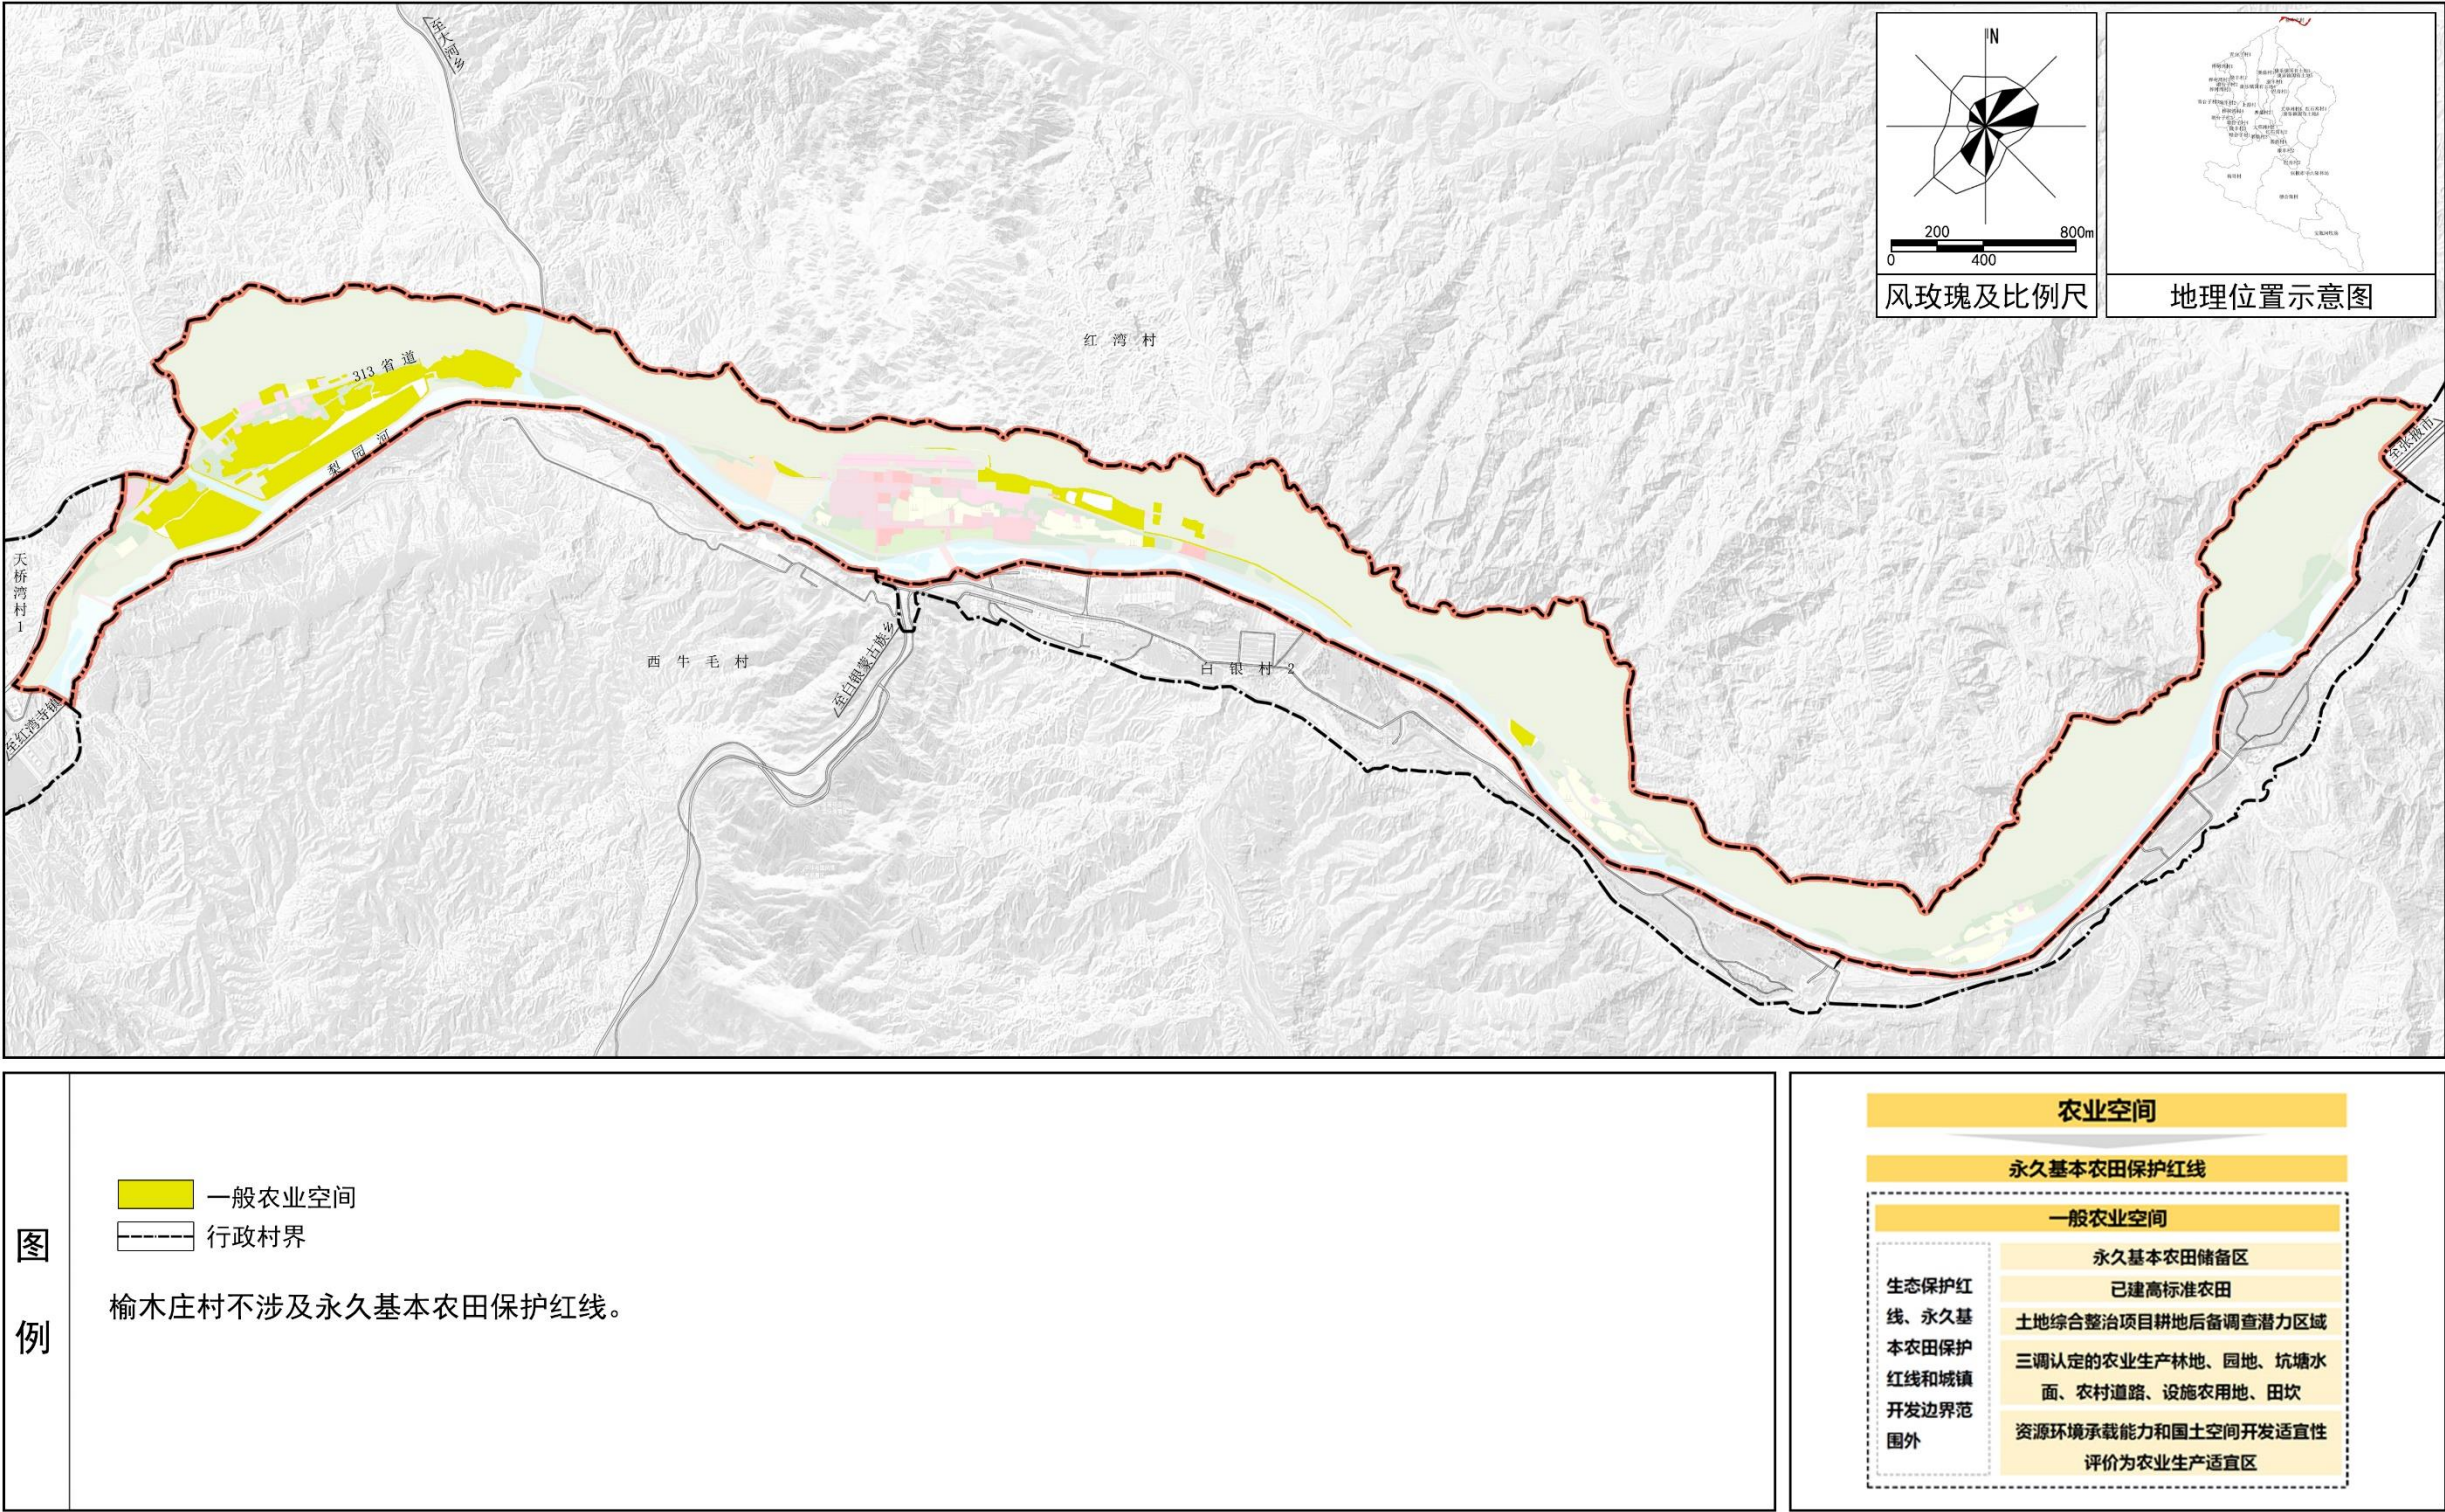 至大河乡
N
200
800m
0
400
风玫瑰及比例尺
地理位置示意图
红湾村
313省道
梨园河
至张掖市
天桥湾村1
西牛毛村
至白银蒙古族乡
白银村2
至红湾寺镇
图例
一般农业空间
行政村界
榆木庄村不涉及永久基本农田保护红线。
农业空间
永久基本农田保护红线
一般农业空间
生态保护红
线、永久基
本农田保护
红线和城镇
开发边界范
围外
永久基本农田储备区
已建高标准农田
土地综合整治项目耕地后备调查潜力区域
三调认定的农业生产林地、园地、坑塘水
面、农村道路、设施农用地、田坎
资源环境承载能力和国土空间开发适宜性
评价为农业生产适宜区